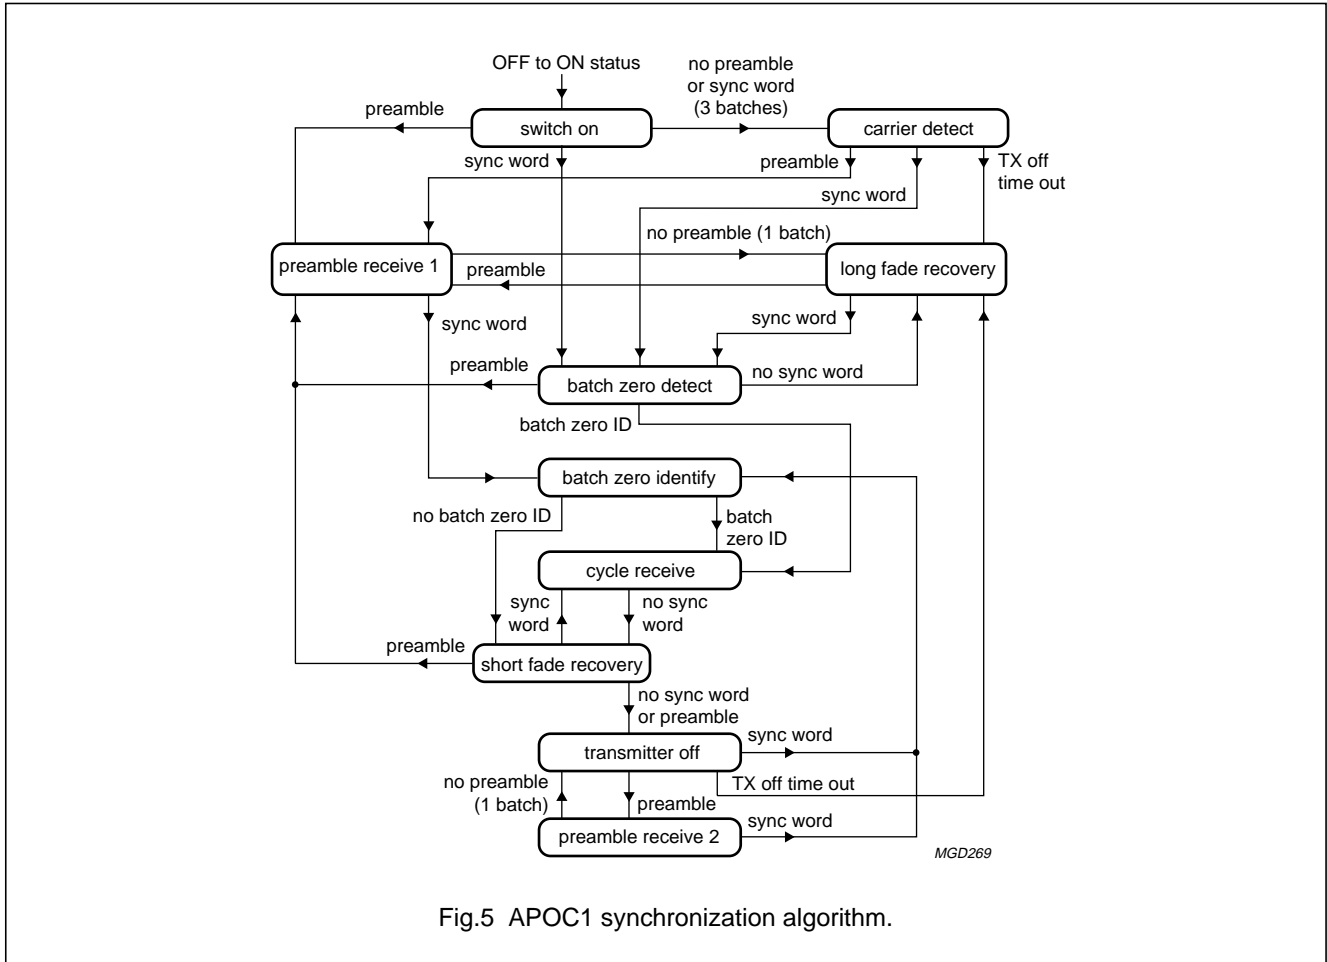 OFF to ON status
no preamble
or sync word
(3 batches)
preamble
switch on
carrier detect
sync word
preamble
TX off
time out
sync word
no preamble (1 batch)
preamble receive 1
preamble
long fade recovery
sync word
sync word
preamble
batch zero detect
no sync word
batch zero ID
batch zero identify
no batch zero ID
batch
zero ID
cycle receive
sync
word
no sync
word
preamble
short fade recovery
no sync word
or preamble
transmitter off
sync word
no preamble
(1 batch)
TX off time out
preamble
preamble receive 2
sync word
MGD269
Fig.5 APOC1 synchronization algorithm.